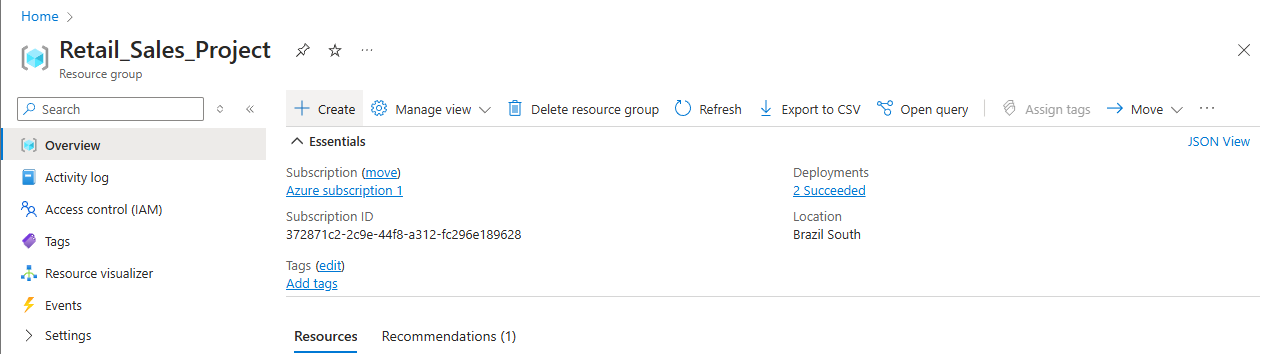 Home
Retail_Sales_Project
Resource group
Search
Overview
Activity log
Access control (IAM)
Tags
Resource visualizer
Events
Settings
Create Manage view Delete resource group Refresh Export to CSV Open query Assign tags Move
Essentials JSON View
Subscription (move) Deployments
Azure subscription 1 2 Succeeded
Subscription ID Location
372871c2-2c9e-44f8-a312-fc296e189628 Brazil South
Tags (edit)
Add tags
Resources Recommendations (1)